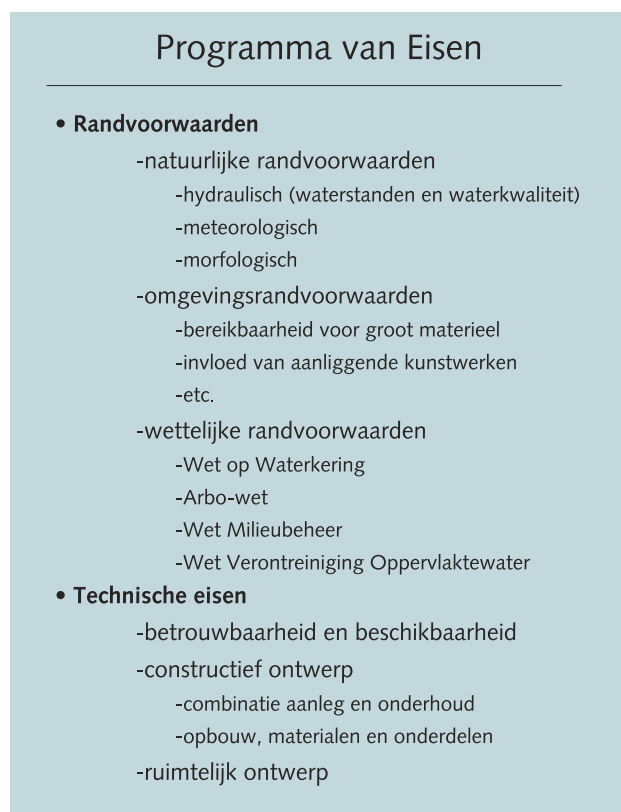 Programma van Eisen
• Randvoorwaarden
-natuurlijke randvoorwaarden
-hydraulisch (waterstanden en waterkwaliteit)
-meteorologisch
-morfologisch
-omgevingsrandvoorwaarden
-bereikbaarheid voor groot materieel
-invloed van aanliggende kunstwerken
-etc.
-wettelijke randvoorwaarden
-Wet op Waterkering
-Arbo-wet
-Wet Milieubeheer
-Wet Verontreiniging Oppervlaktewater
• Technische eisen
-betrouwbaarheid en beschikbaarheid
-constructief ontwerp
-combinatie aanleg en onderhoud
-opbouw, materialen en onderdelen
-ruimtelijk ontwerp